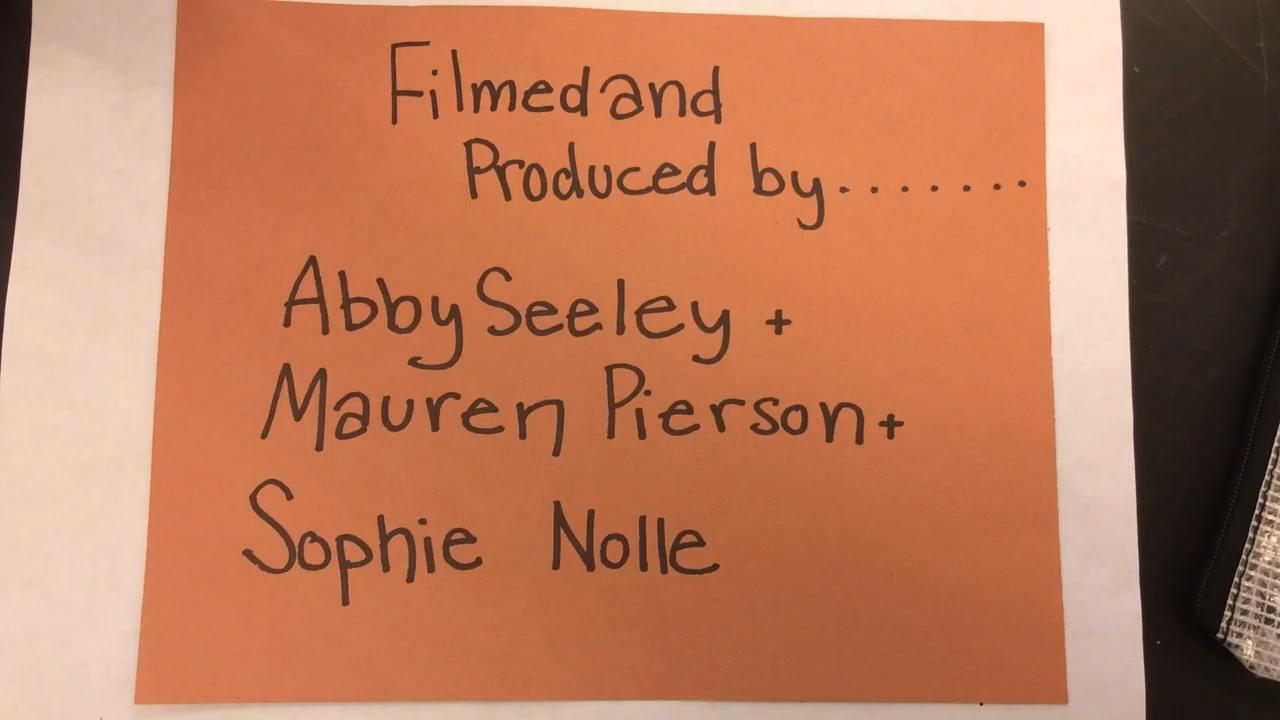 Filmed and
Produced by........
Abby Seeley +
Mauren Pierson +
Sophie Nolle